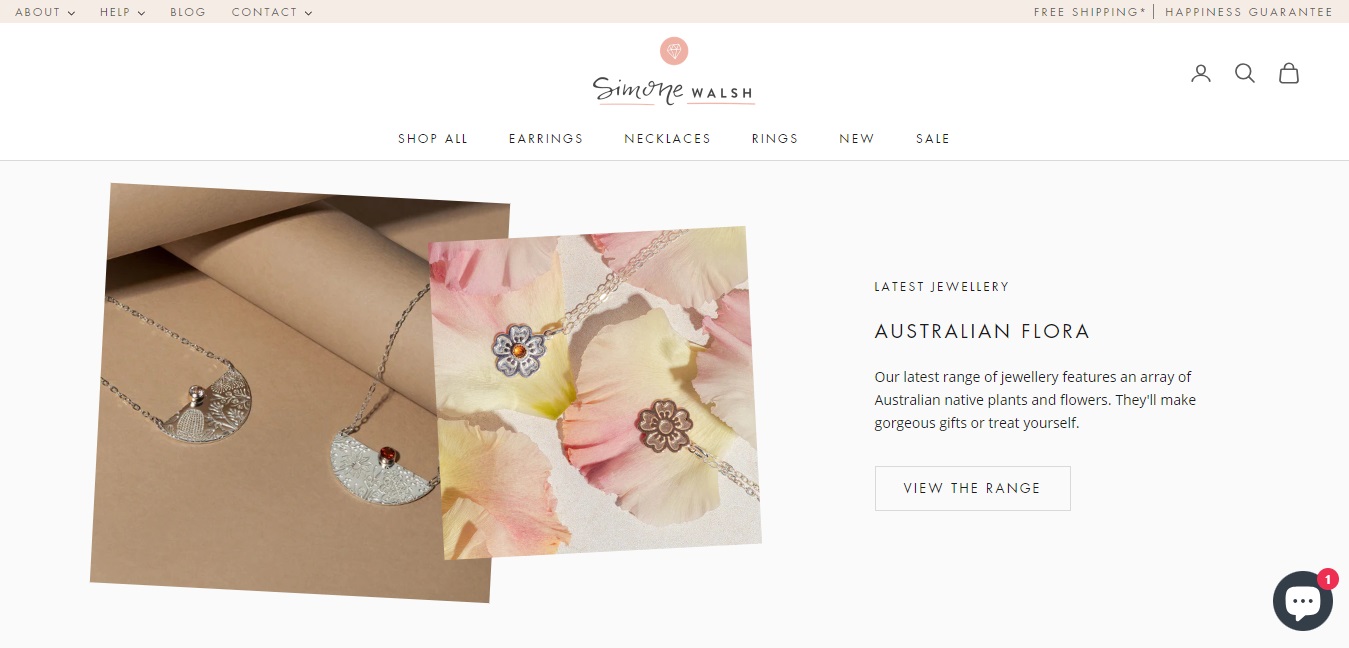 ABOUT
HELP
BLOG
CONTACT
FREE SHIPPING* | HAPPINESS GUARANTEE
Simone WALSH
SHOP ALL
EARRINGS
NECKLACES
RINGS
NEW
SALE
LATEST JEWELLERY
AUSTRALIAN FLORA
Our latest range of jewellery features an array of
Australian native plants and flowers. They'll make
gorgeous gifts or treat yourself.
VIEW THE RANGE
1